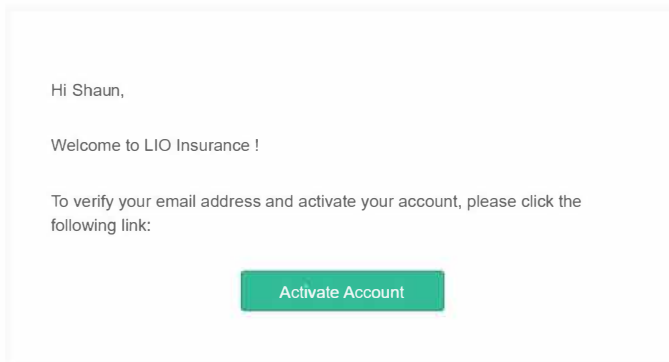 Hi Shaun,
Welcome to LIO Insurance !
To verify your email address and activate your account, please click the
following link:
Activate Account